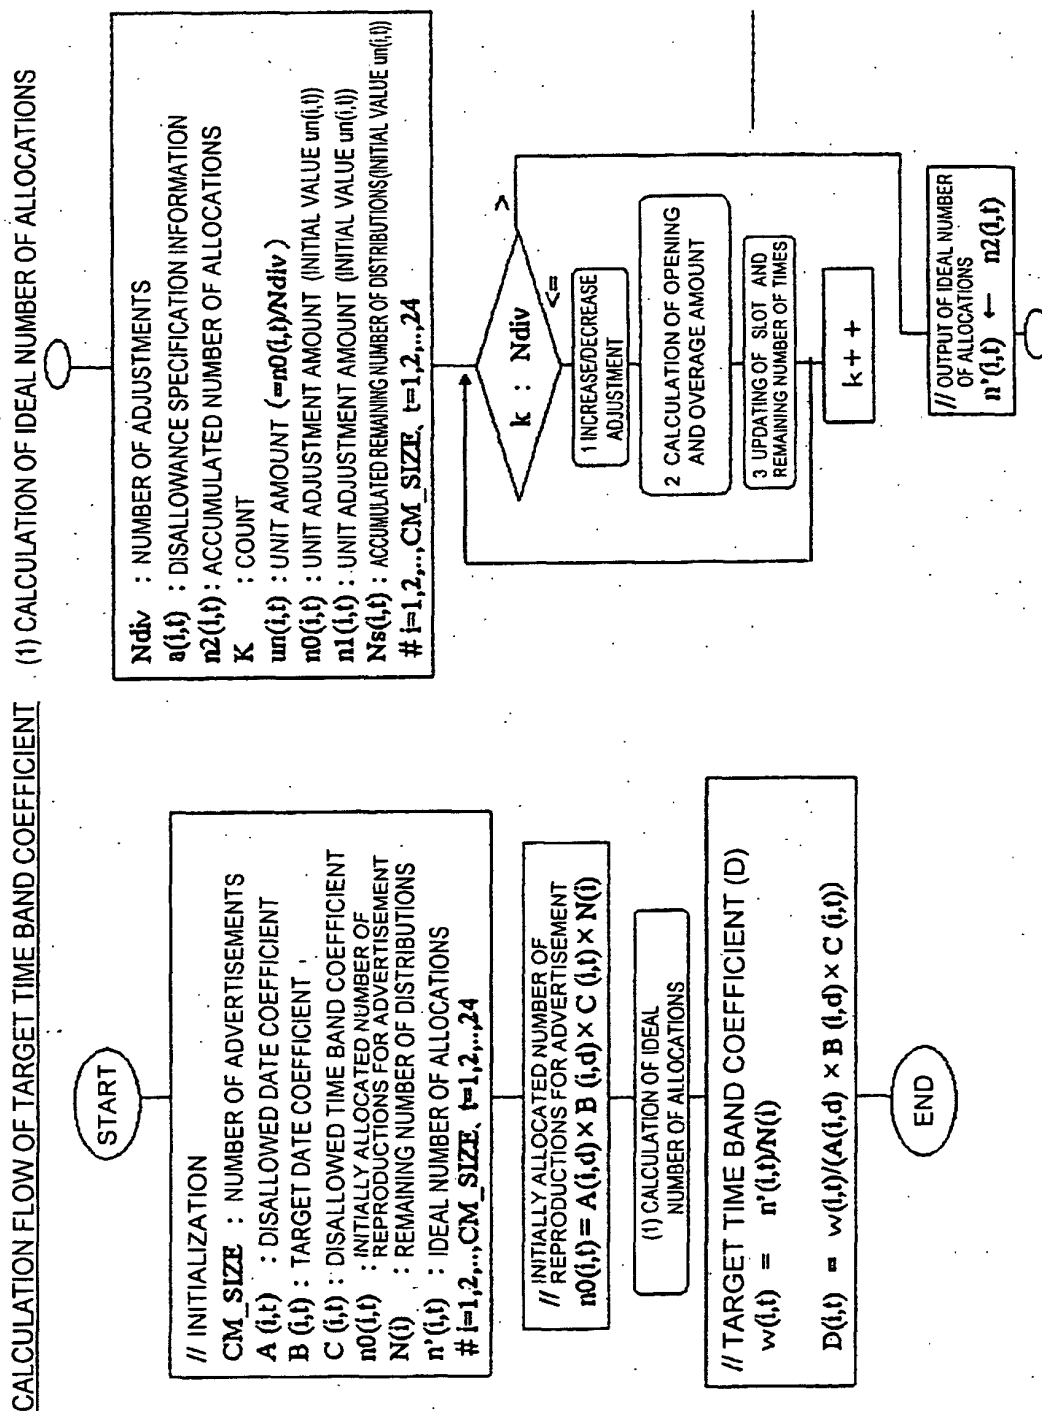 CALCULATION FLOW OF TARGET TIME BAND COEFFICIENT
START
// INITIALIZATION
CM_SIZE : NUMBER OF ADVERTISEMENTS
A (i,t) : DISALLOWED DATE COEFFICIENT
B (i,t) : TARGET DATE COEFFICIENT
C (i,t) : DISALLOWED TIME BAND COEFFICIENT
n0(i,t) : INITIALLY ALLOCATED NUMBER OF
REPRODUCTIONS FOR ADVERTISEMENT
N(i) : REMAINING NUMBER OF DISTRIBUTIONS
n'(i,t) : IDEAL NUMBER OF ALLOCATIONS
# i=1,2,...,CM_SIZE、t=1,2,...,24
// INITIALLY ALLOCATED NUMBER OF
REPRODUCTIONS FOR ADVERTISEMENT
n0(i,t) = A(i,d) × B (i,d) × C (i,t) × N(i)
(1) CALCULATION OF IDEAL
NUMBER OF ALLOCATIONS
// TARGET TIME BAND COEFFICIENT (D)
w(i,t) = n'(i,t)/N(i)
D(i,t) = w(i,t)/(A(i,d) × B (i,d) × C (i,t))
END
(1) CALCULATION OF IDEAL NUMBER OF ALLOCATIONS
Ndiv : NUMBER OF ADJUSTMENTS
a(i,t) : DISALLOWANCE SPECIFICATION INFORMATION
n2(i,t) : ACCUMULATED NUMBER OF ALLOCATIONS
K : COUNT
un(i,t) : UNIT AMOUNT (=n0(i,t)/Ndiv)
n0(i,t) : UNIT ADJUSTMENT AMOUNT (INITIAL VALUE un(i,t))
n1(i,t) : UNIT ADJUSTMENT AMOUNT (INITIAL VALUE un(i,t))
Ns(i,t) : ACCUMULATED REMAINING NUMBER OF DISTRIBUTIONS(INITIAL VALUE un(i,t))
# i=1,2,...,CM_SIZE、t=1,2,...,24
k : Ndiv
>
<=
1 INCREASE/DECREASE
ADJUSTMENT
2 CALCULATION OF OPENING
AND OVERAGE AMOUNT
3 UPDATING OF SLOT AND
REMAINING NUMBER OF TIMES
k + +
// OUTPUT OF IDEAL NUMBER
OF ALLOCATIONS
n'(i,t) ← n2(i,t)